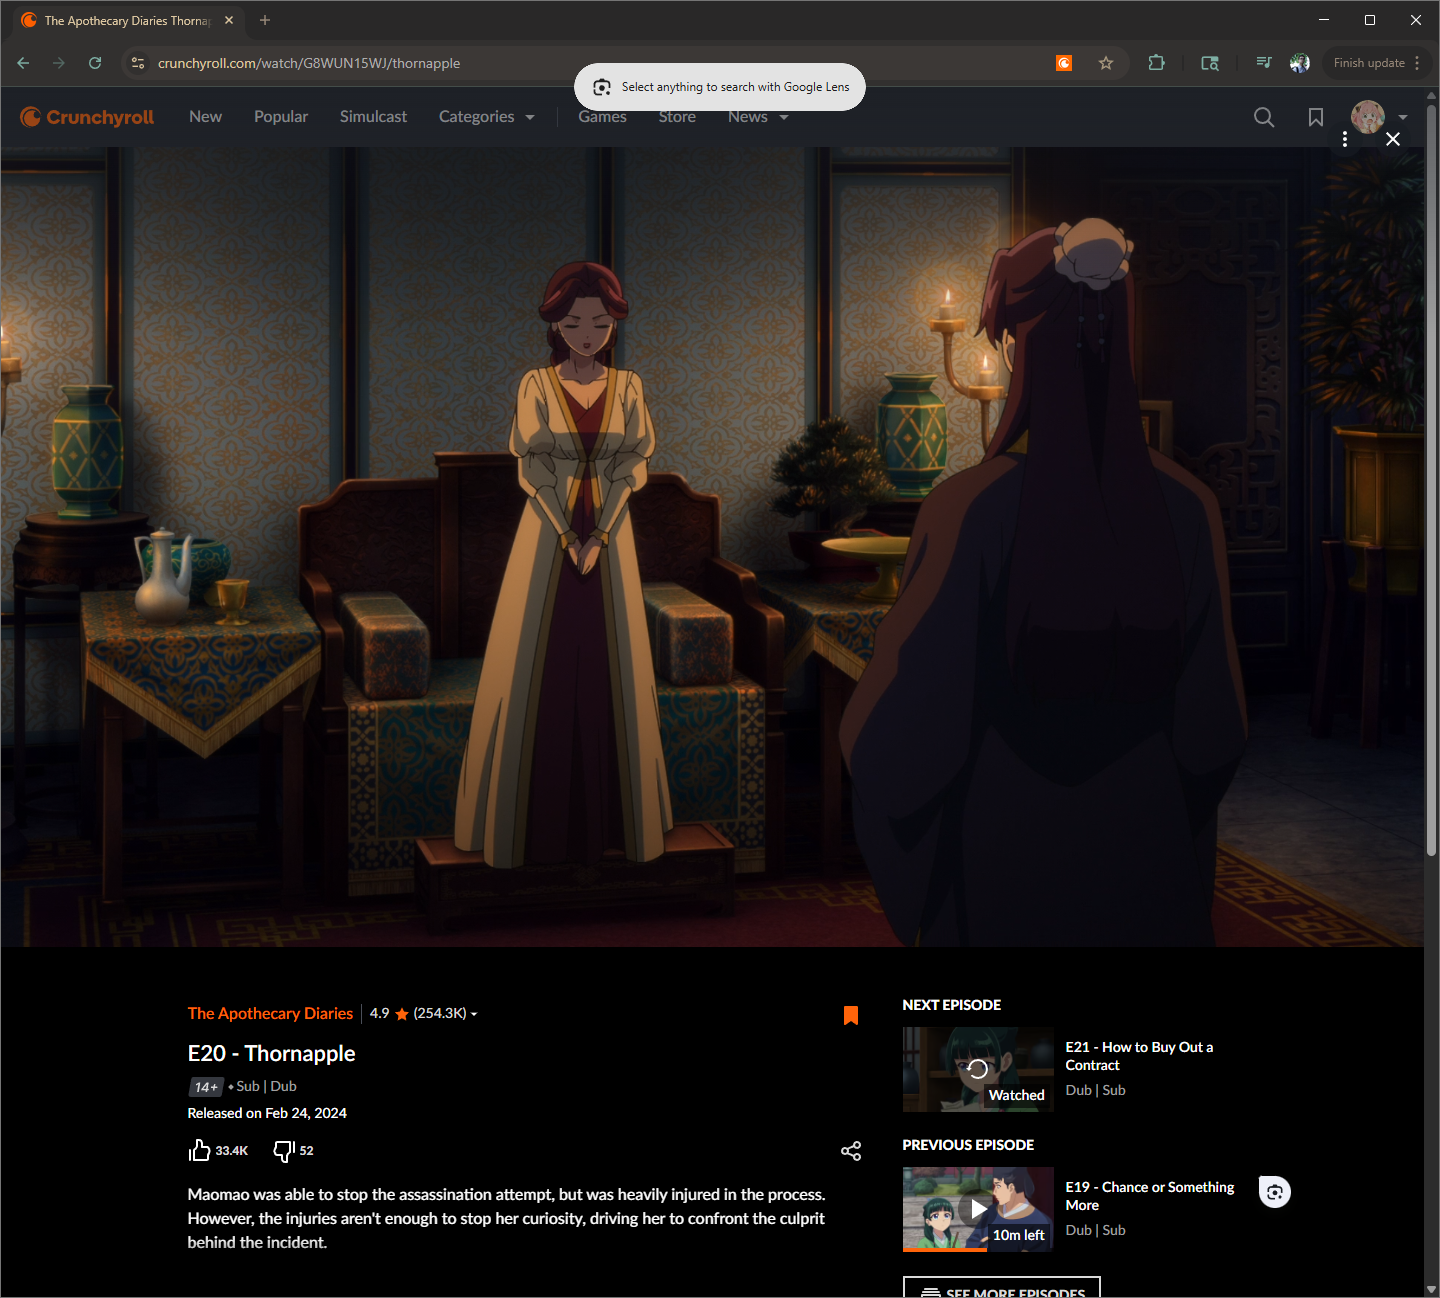 The Apothecary Diaries Thornap
crunchyroll.com/watch/G8WUN15WJ/thornapple
Finish update
Select anything to search with Google Lens
Crunchyroll
New
Popular
Simulcast
Categories
Games
Store
News
The Apothecary Diaries
4.9
(254.3K)
E20 - Thornapple
14+
Sub | Dub
Released on Feb 24, 2024
33.4K
52
Maomao was able to stop the assassination attempt, but was heavily injured in the process.
However, the injuries aren't enough to stop her curiosity, driving her to confront the culprit
behind the incident.
NEXT EPISODE
Watched
E21 - How to Buy Out a
Contract
Dub | Sub
PREVIOUS EPISODE
10m left
E19 - Chance or Something
More
Dub | Sub
SEE MORE EPISODES